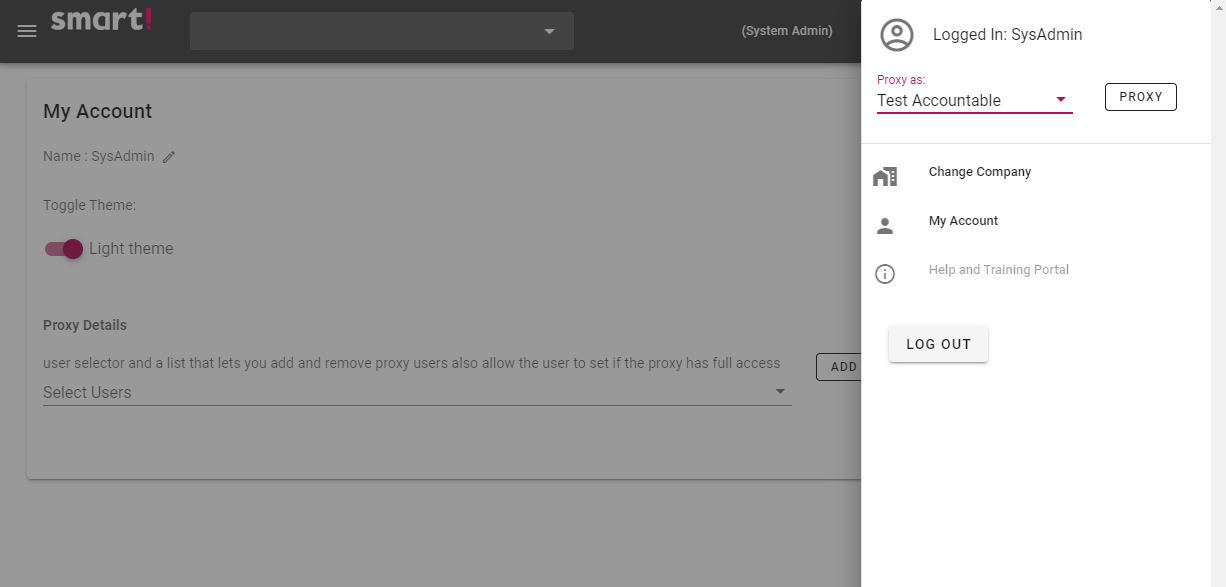 smart!
(System Admin)
My Account
Name : SysAdmin
Toggle Theme:
Light theme
Proxy Details
user selector and a list that lets you add and remove proxy users also allow the user to set if the proxy has full access
Select Users
ADD
Logged In: SysAdmin
Proxy as:
Test Accountable
PROXY
Change Company
My Account
Help and Training Portal
LOG OUT